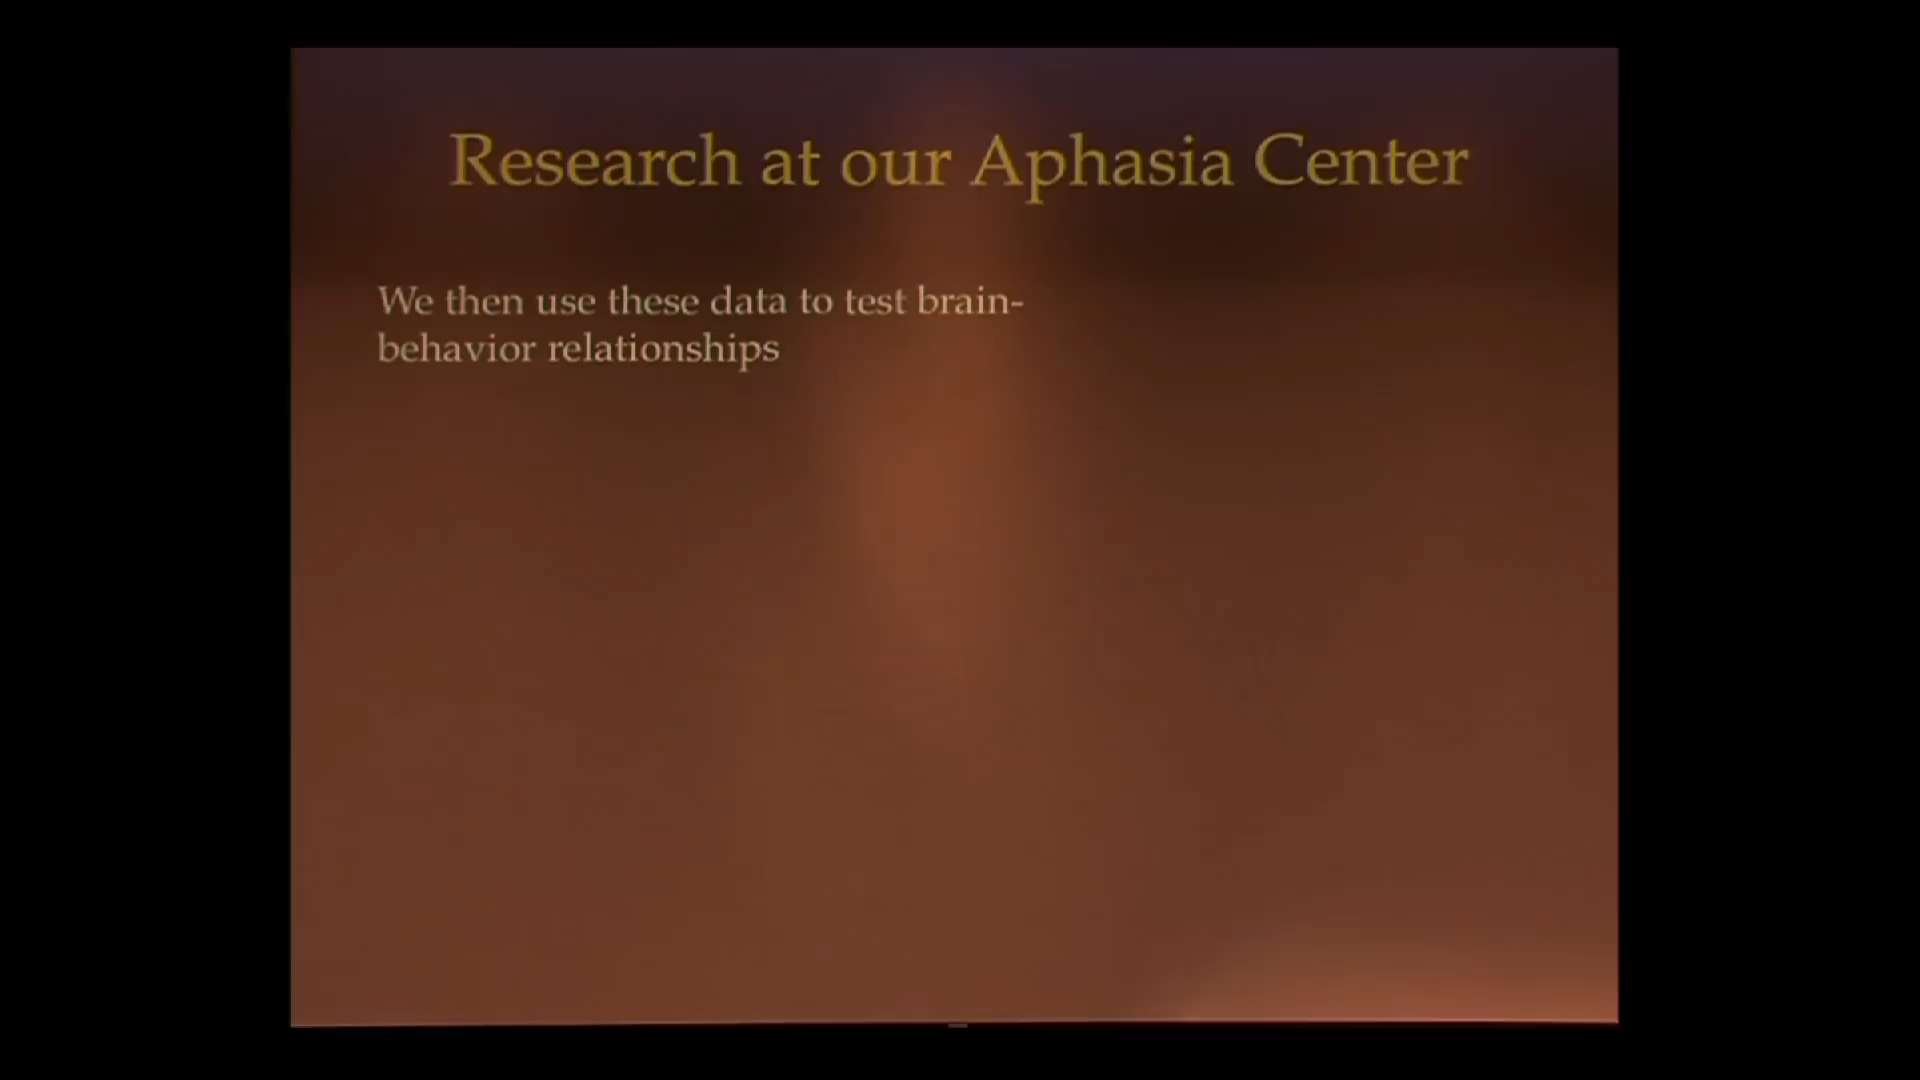 Research at our Aphasia Center
We then use these data to test brain-
behavior relationships